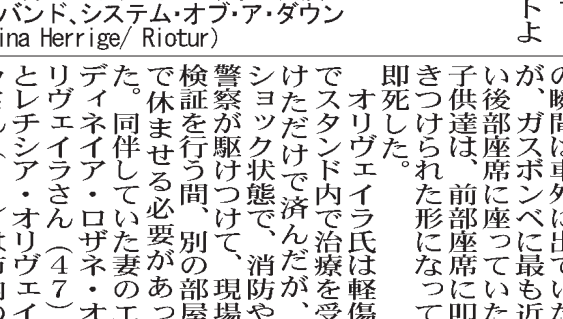 バンド、システム・オブ・ア・ダウン
ina Herrige/ Riotur)
トよ
の瞬間は車外に出ていた
が、ガスボンベに最も近
い後部座席に座っていた
子供達は、前部座席に叩
きつけられた形になって
即死した。
オリヴェイラ氏は軽傷
でスタンド内で治療を受
けただけで済んだが、
ショック状態で、消防や
警察が駆けつけて、現場
検証を行う間、別の部屋
で休ませる必要があっ
た。同伴していた妻のエ
ディネイア・ロザネ・オ
リヴェイラさん(47)
とレチシア・オリヴェイ